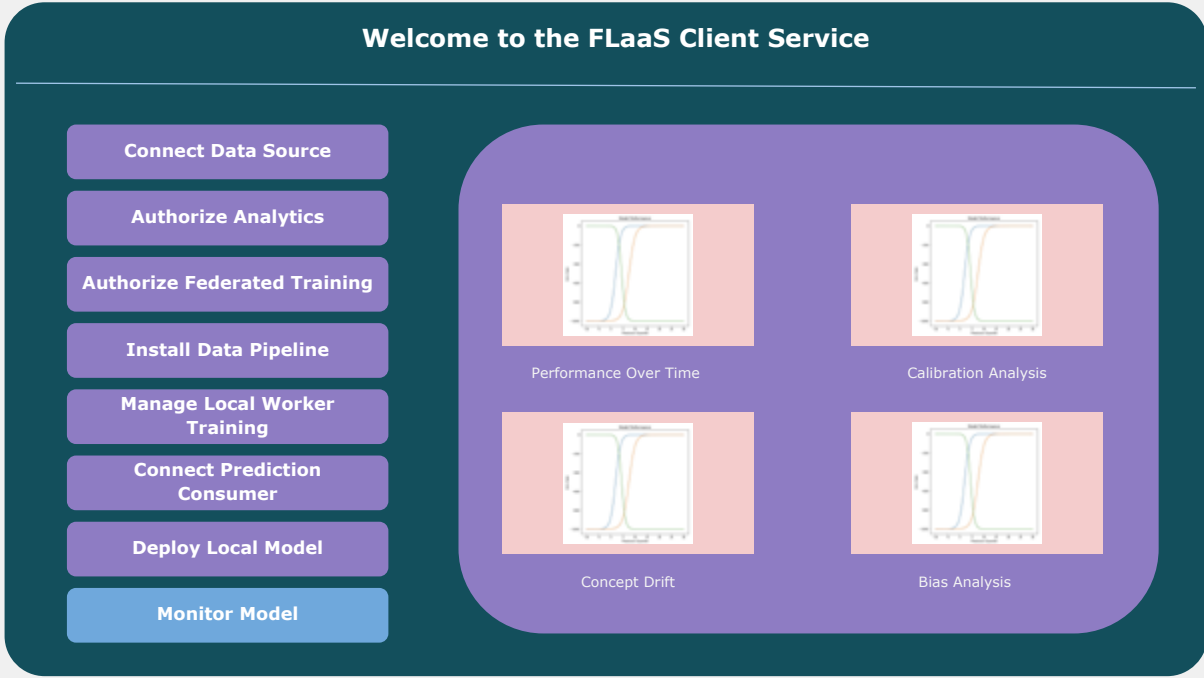 Welcome to the FLaaS Client Service
Connect Data Source
Authorize Analytics
Authorize Federated Training
Install Data Pipeline
Manage Local Worker
Training
Connect Prediction
Consumer
Deploy Local Model
Monitor Model
Performance Over Time
Calibration Analysis
Concept Drift
Bias Analysis